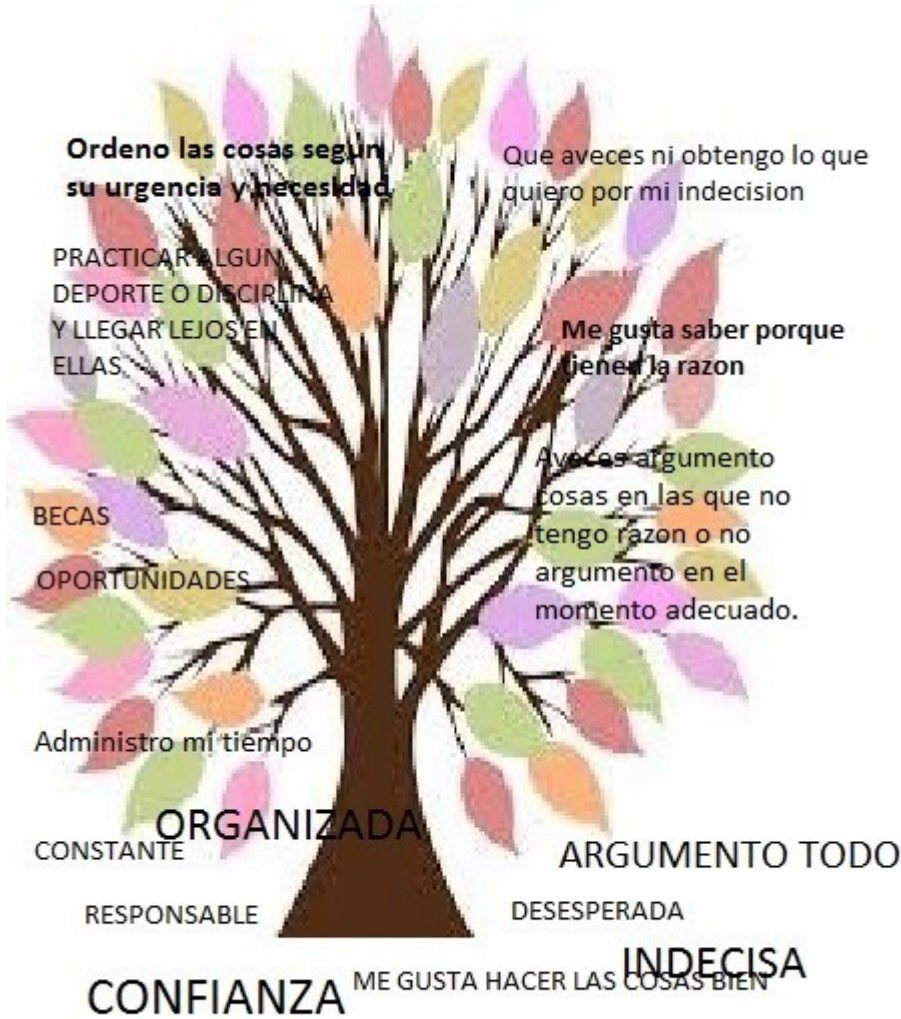 Ordeno las cosas según
su urgencia y necesidad
Que aveces ni obtengo lo que
quiero por mi indecision
PRACTICAR ALGUN
DEPORTE O DISCIRLINA
Y LLEGAR LEJOS EN
ELLAS.
Me gusta saber porque
tienen la razon
Aveces argumento
cosas en las que no
tengo razon o no
argumento en el
momento adecuado.
BECAS
OPORTUNIDADES
Administro mi tiempo
ORGANIZADA
CONSTANTE
ARGUMENTO TODO
RESPONSABLE
DESESPERADA
INDECISA
CONFIANZA
ME GUSTA HACER LAS COSAS BIEN